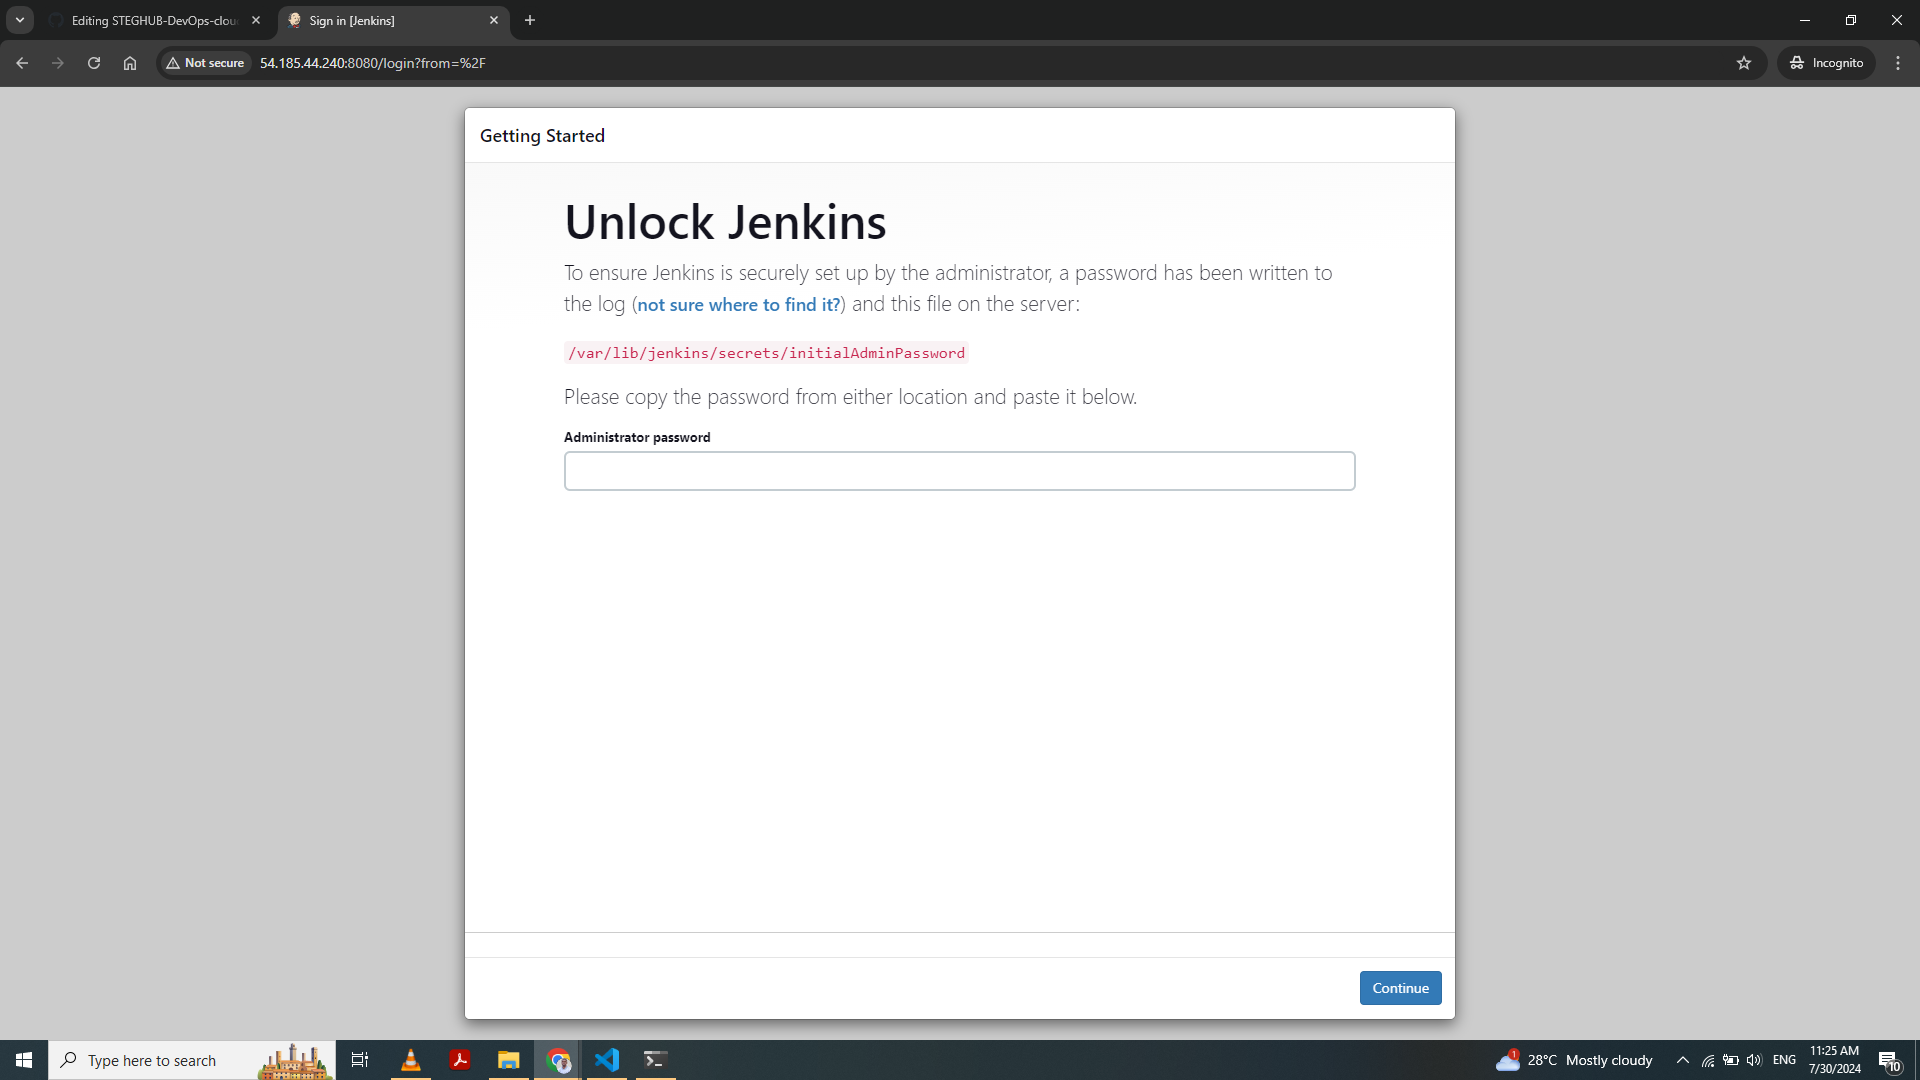 Editing STEGHUB-DevOps-clou
Sign in [Jenkins]
Not secure
54.185.44.240:8080/login?from=%2F
Incognito
Getting Started
Unlock Jenkins
To ensure Jenkins is securely set up by the administrator, a password has been written to
the log (not sure where to find it?) and this file on the server:
/var/lib/jenkins/secrets/initialAdminPassword
Please copy the password from either location and paste it below.
Administrator password
Continue
Type here to search
1
28°C Mostly cloudy
ENG
11:25 AM
7/30/2024
10